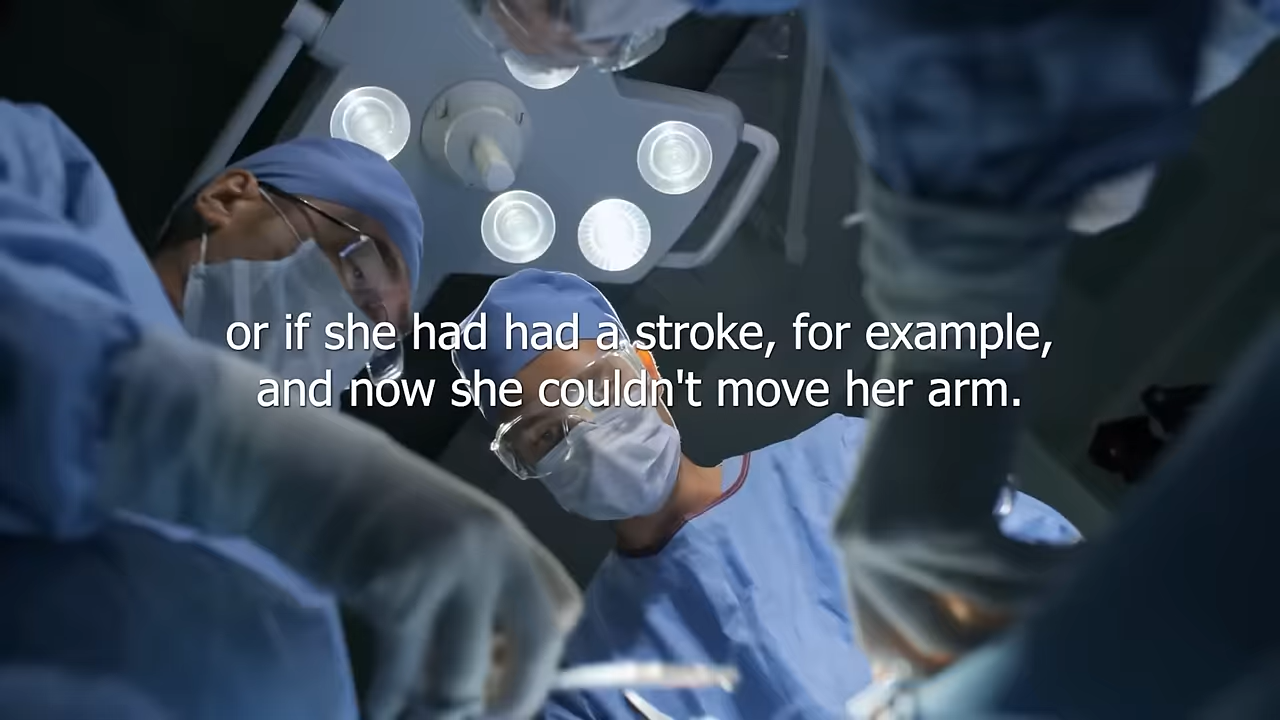 or if she had had a stroke, for example,
and now she couldn't move her arm.